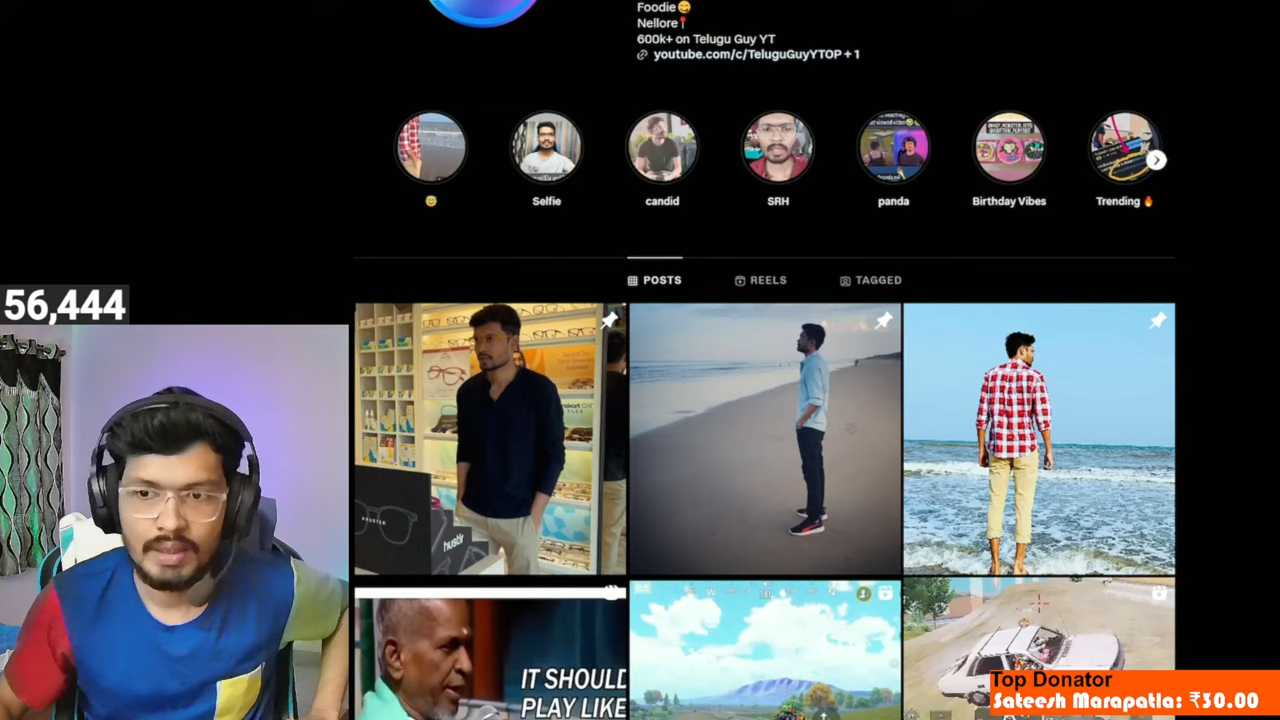 Foodie😋
Nellore📍
600k+ on Telugu Guy YT
youtube.com/c/TeluguGuyYTOP + 1
😇
Selfie
candid
SRH
panda
Birthday Vibes
Trending 🔥
POSTS
REELS
TAGGED
56,444
hustlr
IT SHOULD
PLAY LIKE
W
N
Top Donator
Sateesh Marapatla: ₹30.00